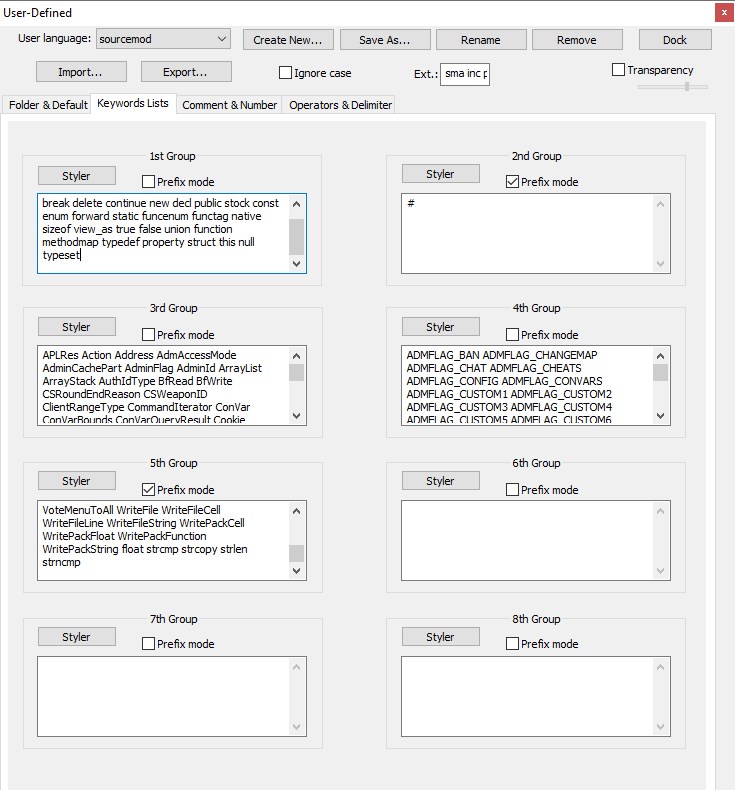 User-Defined
x
User language: sourcemod
Create New...
Save As...
Rename
Remove
Dock
Import...
Export...
Ignore case
Ext.: sma inc
Transparency
Folder & Default
Keywords Lists
Comment & Number
Operators & Delimiter
1st Group
Styler
Prefix mode
break delete continue new decl public stock const
enum forward static funcenum functag native
sizeof view_as true false union function
methodmap typedef property struct this null
typeset
2nd Group
Styler
Prefix mode
#
3rd Group
Styler
Prefix mode
APLRes Action Address AdmAccessMode
AdminCachePart AdminFlag AdminId ArrayList
ArrayStack AuthIdType BfRead BfWrite
CSRoundEndReason CSWeaponID
ClientRangeType CommandIterator ConVar
ConVarBounds ConVarQueryResult Cookie
4th Group
Styler
Prefix mode
ADMFLAG_BAN ADMFLAG_CHANGEMAP
ADMFLAG_CHAT ADMFLAG_CHEATS
ADMFLAG_CONFIG ADMFLAG_CONVARS
ADMFLAG_CUSTOM1 ADMFLAG_CUSTOM2
ADMFLAG_CUSTOM3 ADMFLAG_CUSTOM4
ADMFLAG_CUSTOM5 ADMFLAG_CUSTOM6
5th Group
Styler
Prefix mode
VoteMenuToAll WriteFile WriteFileCell
WriteFileLine WriteFileString WritePackCell
WritePackFloat WritePackFunction
WritePackString float strcmp strcopy strlen
strncmp
6th Group
Styler
Prefix mode
7th Group
Styler
Prefix mode
8th Group
Styler
Prefix mode